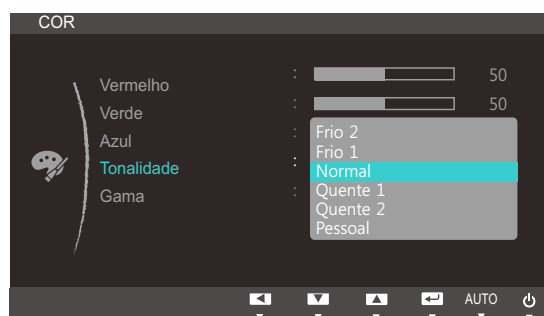 COR
Vermelho : 50
Verde : 50
Azul :
Tonalidade :
Gama :
Frio 2
Frio 1
Normal
Quente 1
Quente 2
Pessoal
AUTO